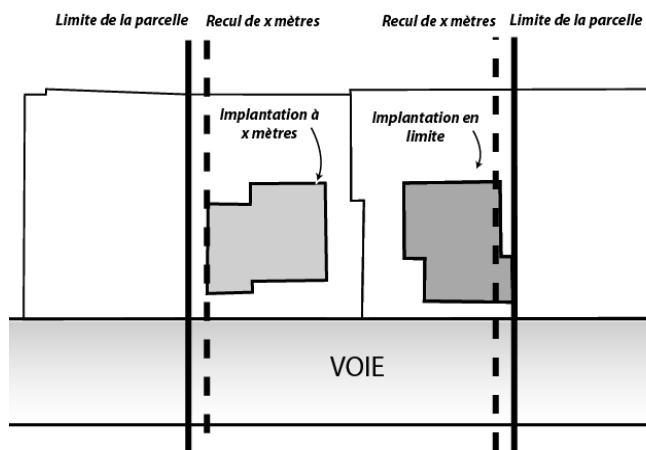 Limite de la parcelle
Recul de x mètres
Recul de x mètres
Limite de la parcelle
Implantation à
x mètres
Implantation en
limite
VOIE